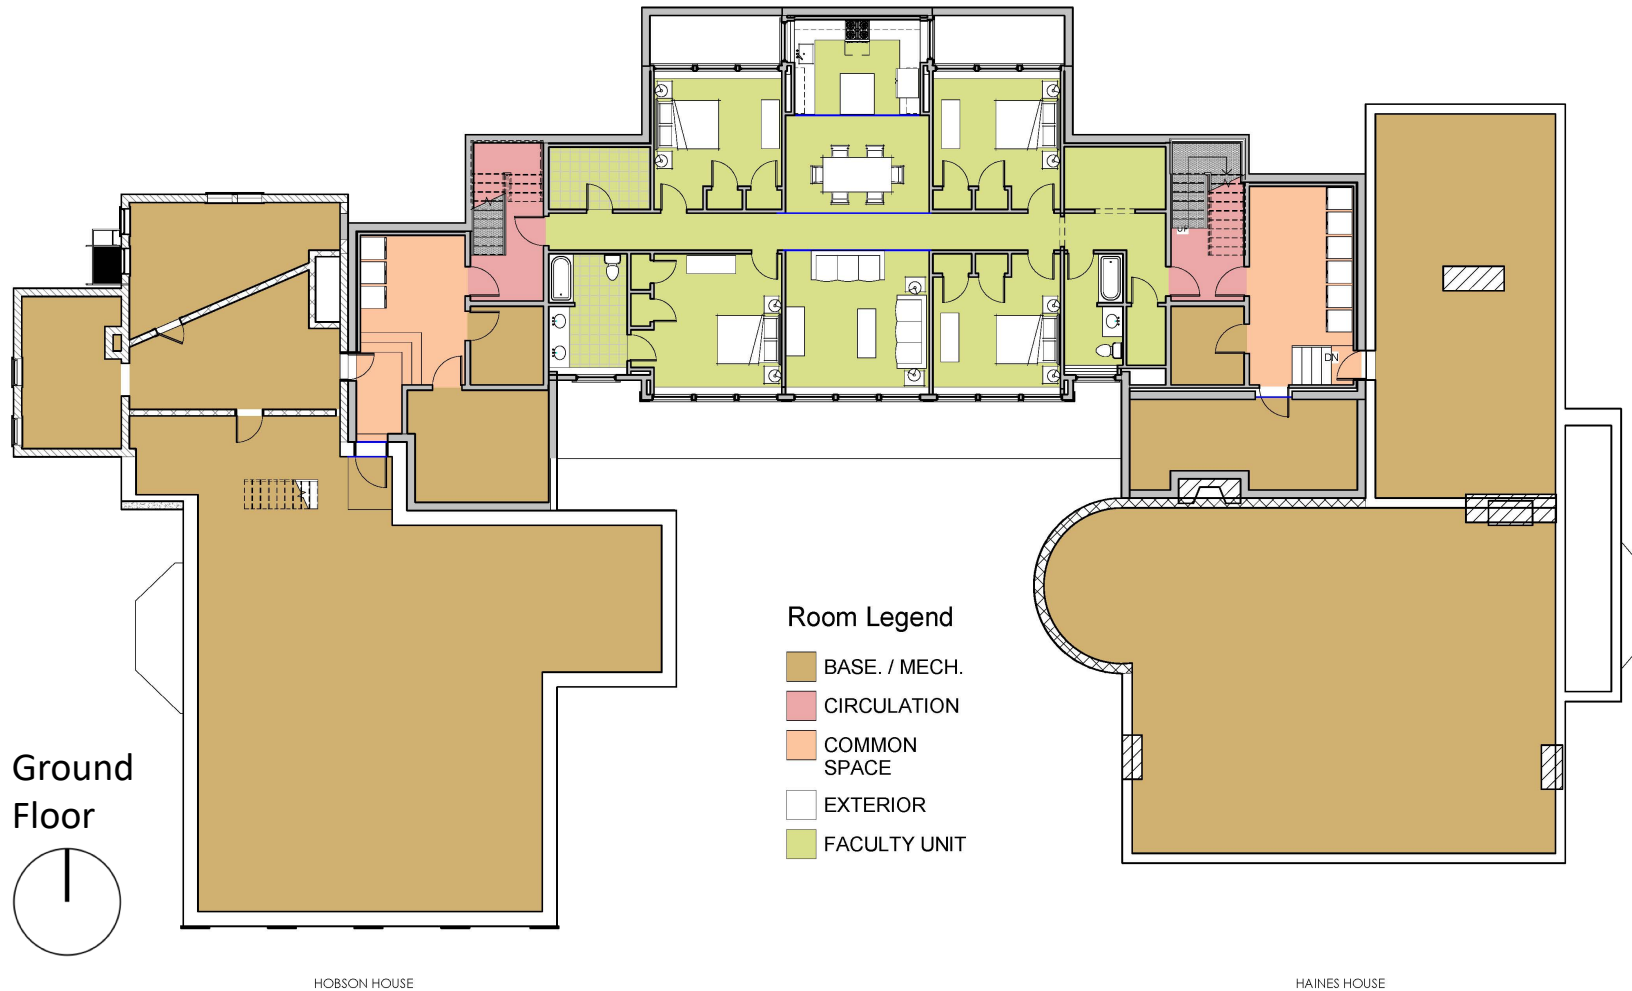 UP
DN
Room Legend
BASE. / MECH.
CIRCULATION
COMMON
SPACE
EXTERIOR
FACULTY UNIT
Ground
Floor
HOBSON HOUSE
HAINES HOUSE